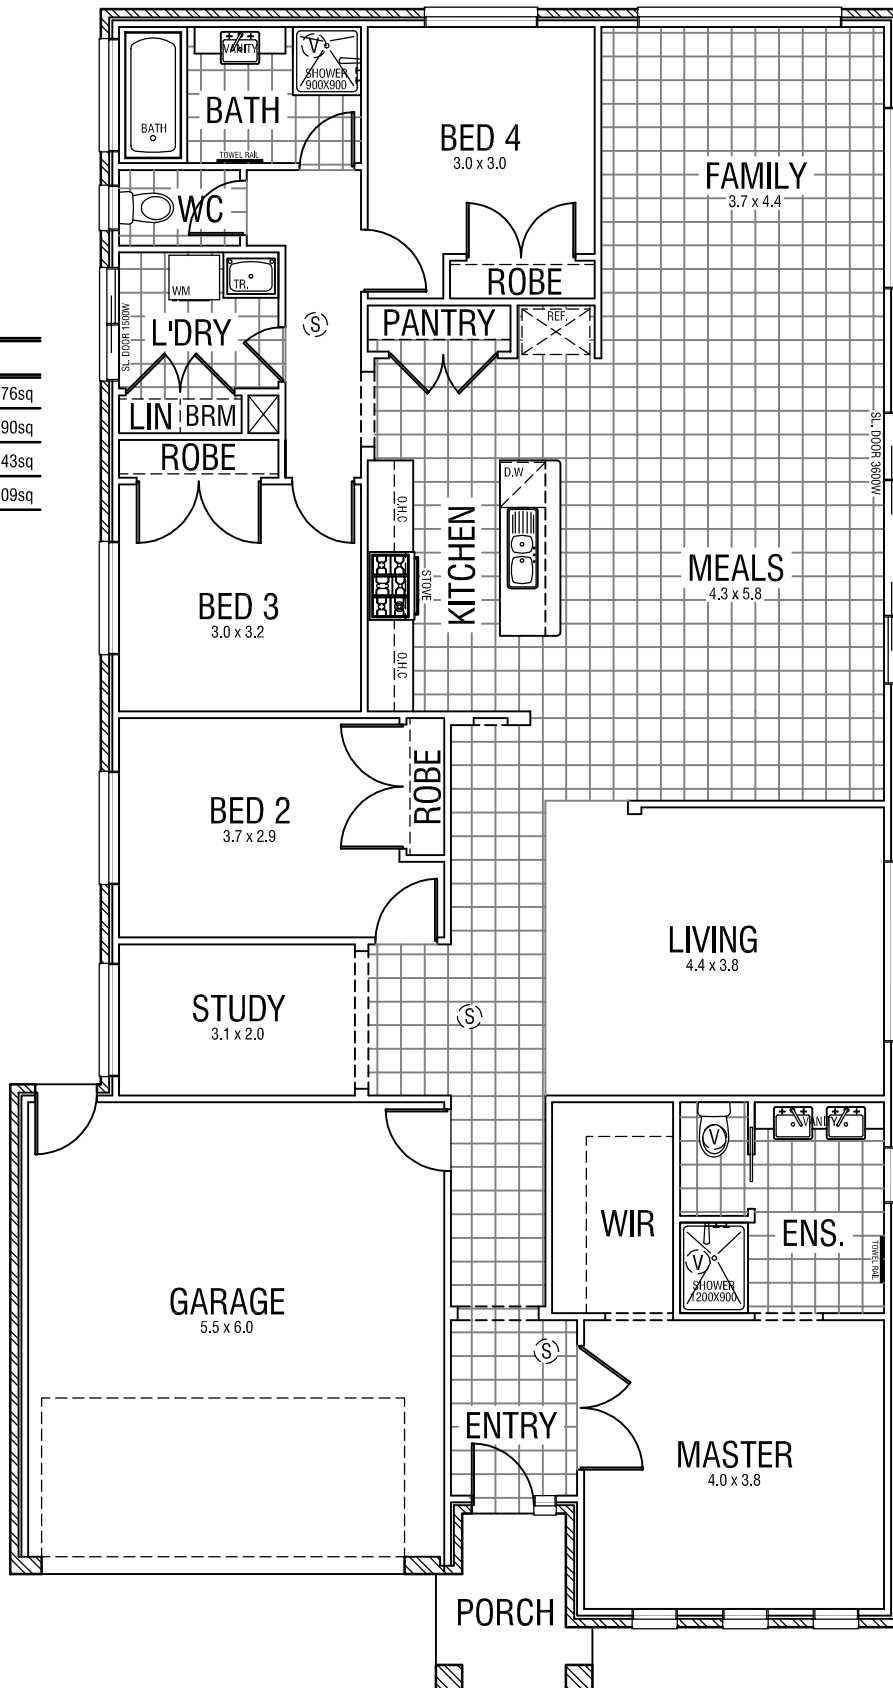 76sq
90sq
43sq
09sq
BATH
VANITY
V
SHOWER
900X900
BATH
TOWEL RAIL
BED 4
3.0 x 3.0
FAMILY
3.7 x 4.4
WC
ROBE
WM
TR.
SL. DOOR 1500W
L'DRY
S
PANTRY
REF.
LIN
BRM
ROBE
SL. DOOR 3600W
D.W
O.H.C
KITCHEN
STOVE
MEALS
4.3 x 5.8
BED 3
3.0 x 3.2
O.H.C
BED 2
3.7 x 2.9
ROBE
LIVING
4.4 x 3.8
STUDY
3.1 x 2.0
S
VANITY
V
WIR
ENS.
TOWEL RAIL
V
SHOWER
1200X900
GARAGE
5.5 x 6.0
S
ENTRY
MASTER
4.0 x 3.8
PORCH